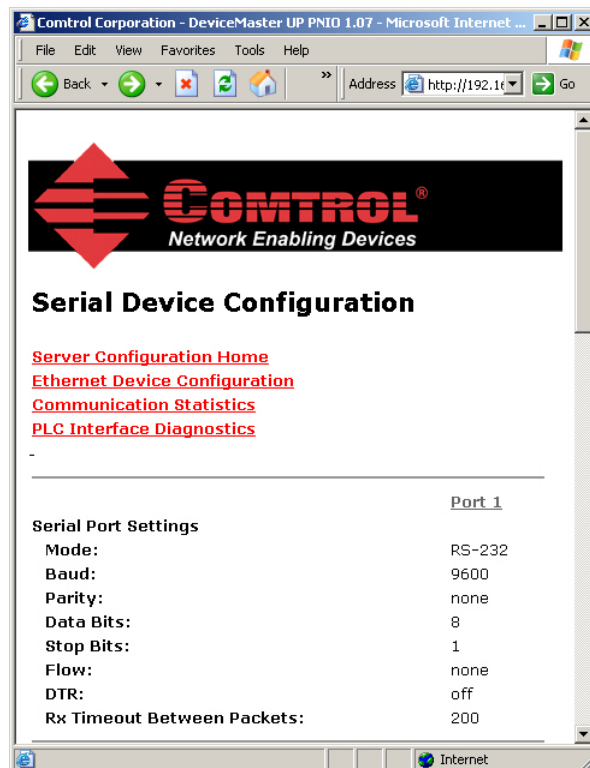 Comtrol Corporation - DeviceMaster UP PNIO 1.07 - Microsoft Internet ...
File Edit View Favorites Tools Help
Back » Address http://192.16 Go
COMTROL®
Network Enabling Devices
Serial Device Configuration
Server Configuration Home
Ethernet Device Configuration
Communication Statistics
PLC Interface Diagnostics
-
Port 1
Serial Port Settings
Mode: RS-232
Baud: 9600
Parity: none
Data Bits: 8
Stop Bits: 1
Flow: none
DTR: off
Rx Timeout Between Packets: 200
Internet